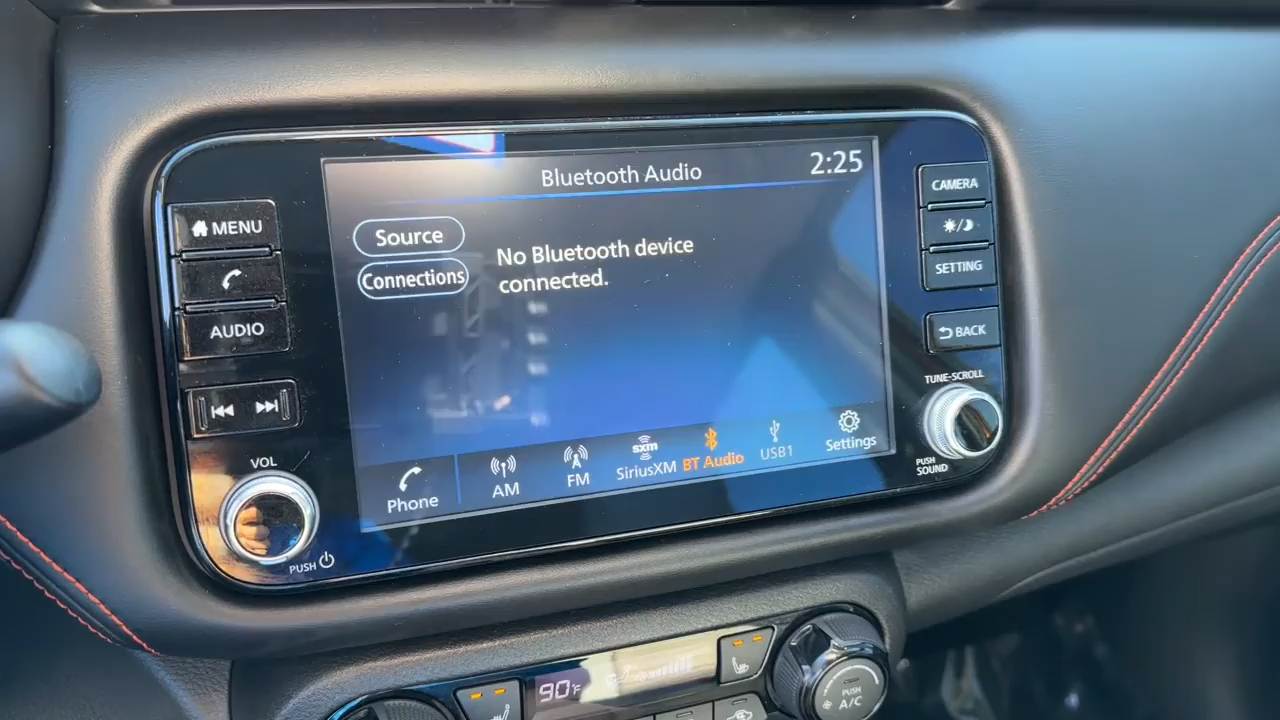 Bluetooth Audio
2:25
MENU
AUDIO
VOL
PUSH
Source
Connections
No Bluetooth device
connected.
Phone
AM
FM
sxm
SiriusXM
BT Audio
USB1
Settings
CAMERA
SETTING
BACK
TUNE-SCROLL
PUSH
SOUND
90°F
PUSH
A/C